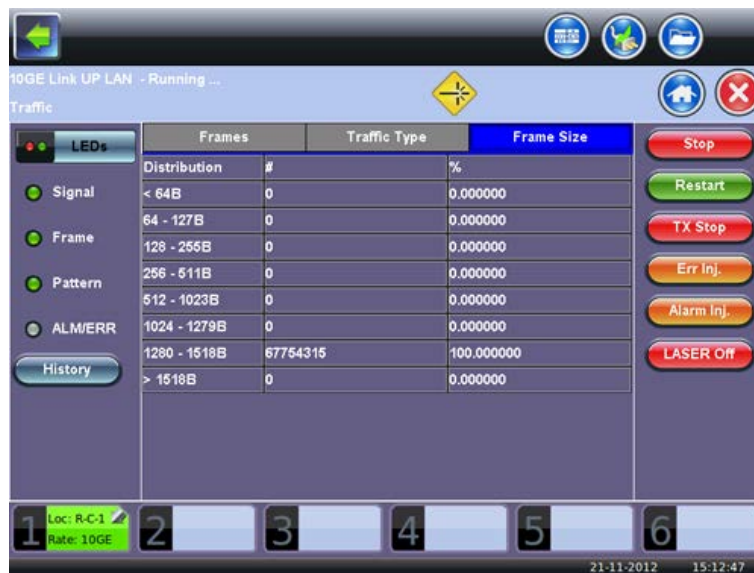 10GE Link UP LAN - Running ...
Traffic
LEDs
Signal
Frame
Pattern
ALM/ERR
History
Frames Traffic Type Frame Size
Distribution # %
< 64B 0 0.000000
64 - 127B 0 0.000000
128 - 255B 0 0.000000
256 - 511B 0 0.000000
512 - 1023B 0 0.000000
1024 - 1279B 0 0.000000
1280 - 1518B 67754315 100.000000
> 1518B 0 0.000000
Stop
Restart
TX Stop
Err Inj.
Alarm Inj.
LASER Off
1 Loc: R-C-1
Rate: 10GE
2
3
4
5
6
21-11-2012 15:12:47